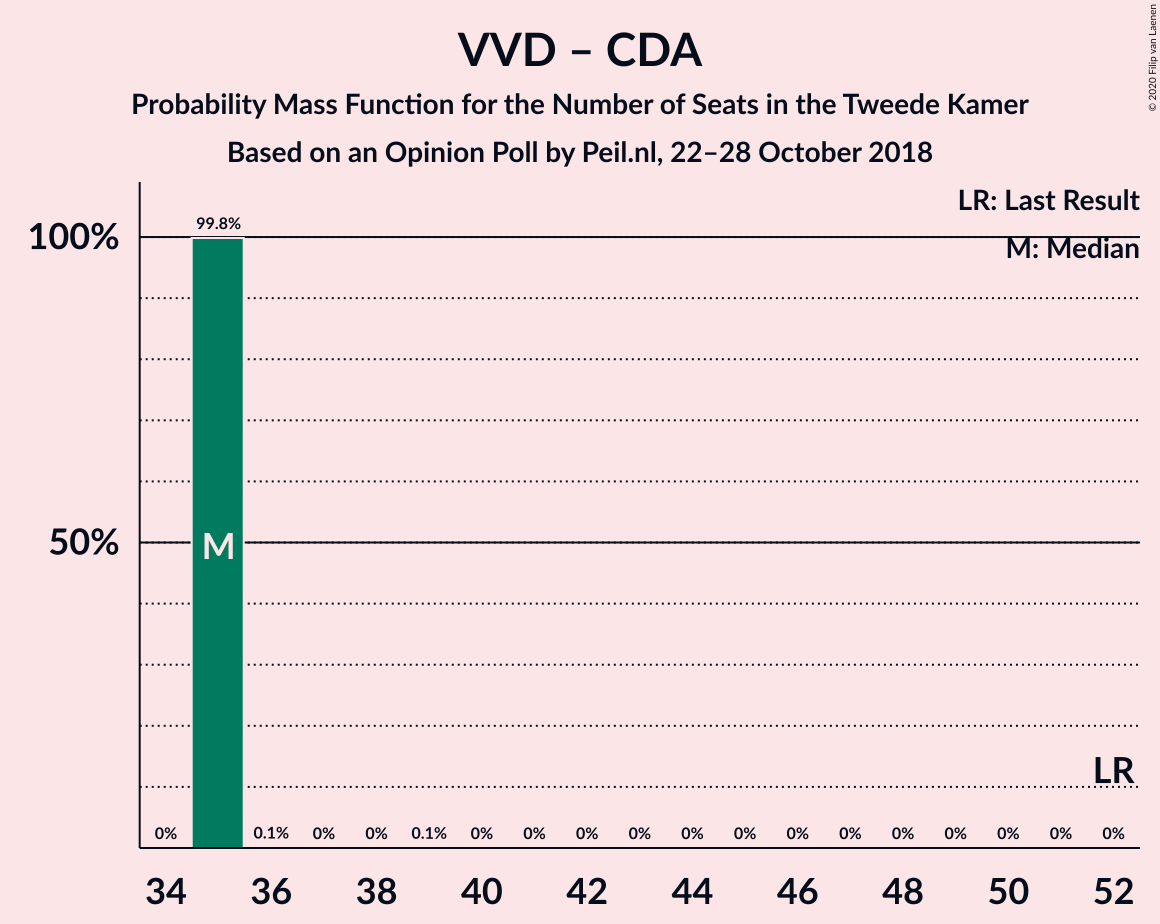 VVD – CDA
Probability Mass Function for the Number of Seats in the Tweede Kamer
Based on an Opinion Poll by Peil.nl, 22–28 October 2018
© 2020 Filip van Laenen
LR: Last Result
M: Median
99.8%
100%
50%
M
LR
0% 0.1% 0% 0% 0.1% 0% 0% 0% 0% 0% 0% 0% 0% 0% 0% 0% 0% 0%
34 36 38 40 42 44 46 48 50 52